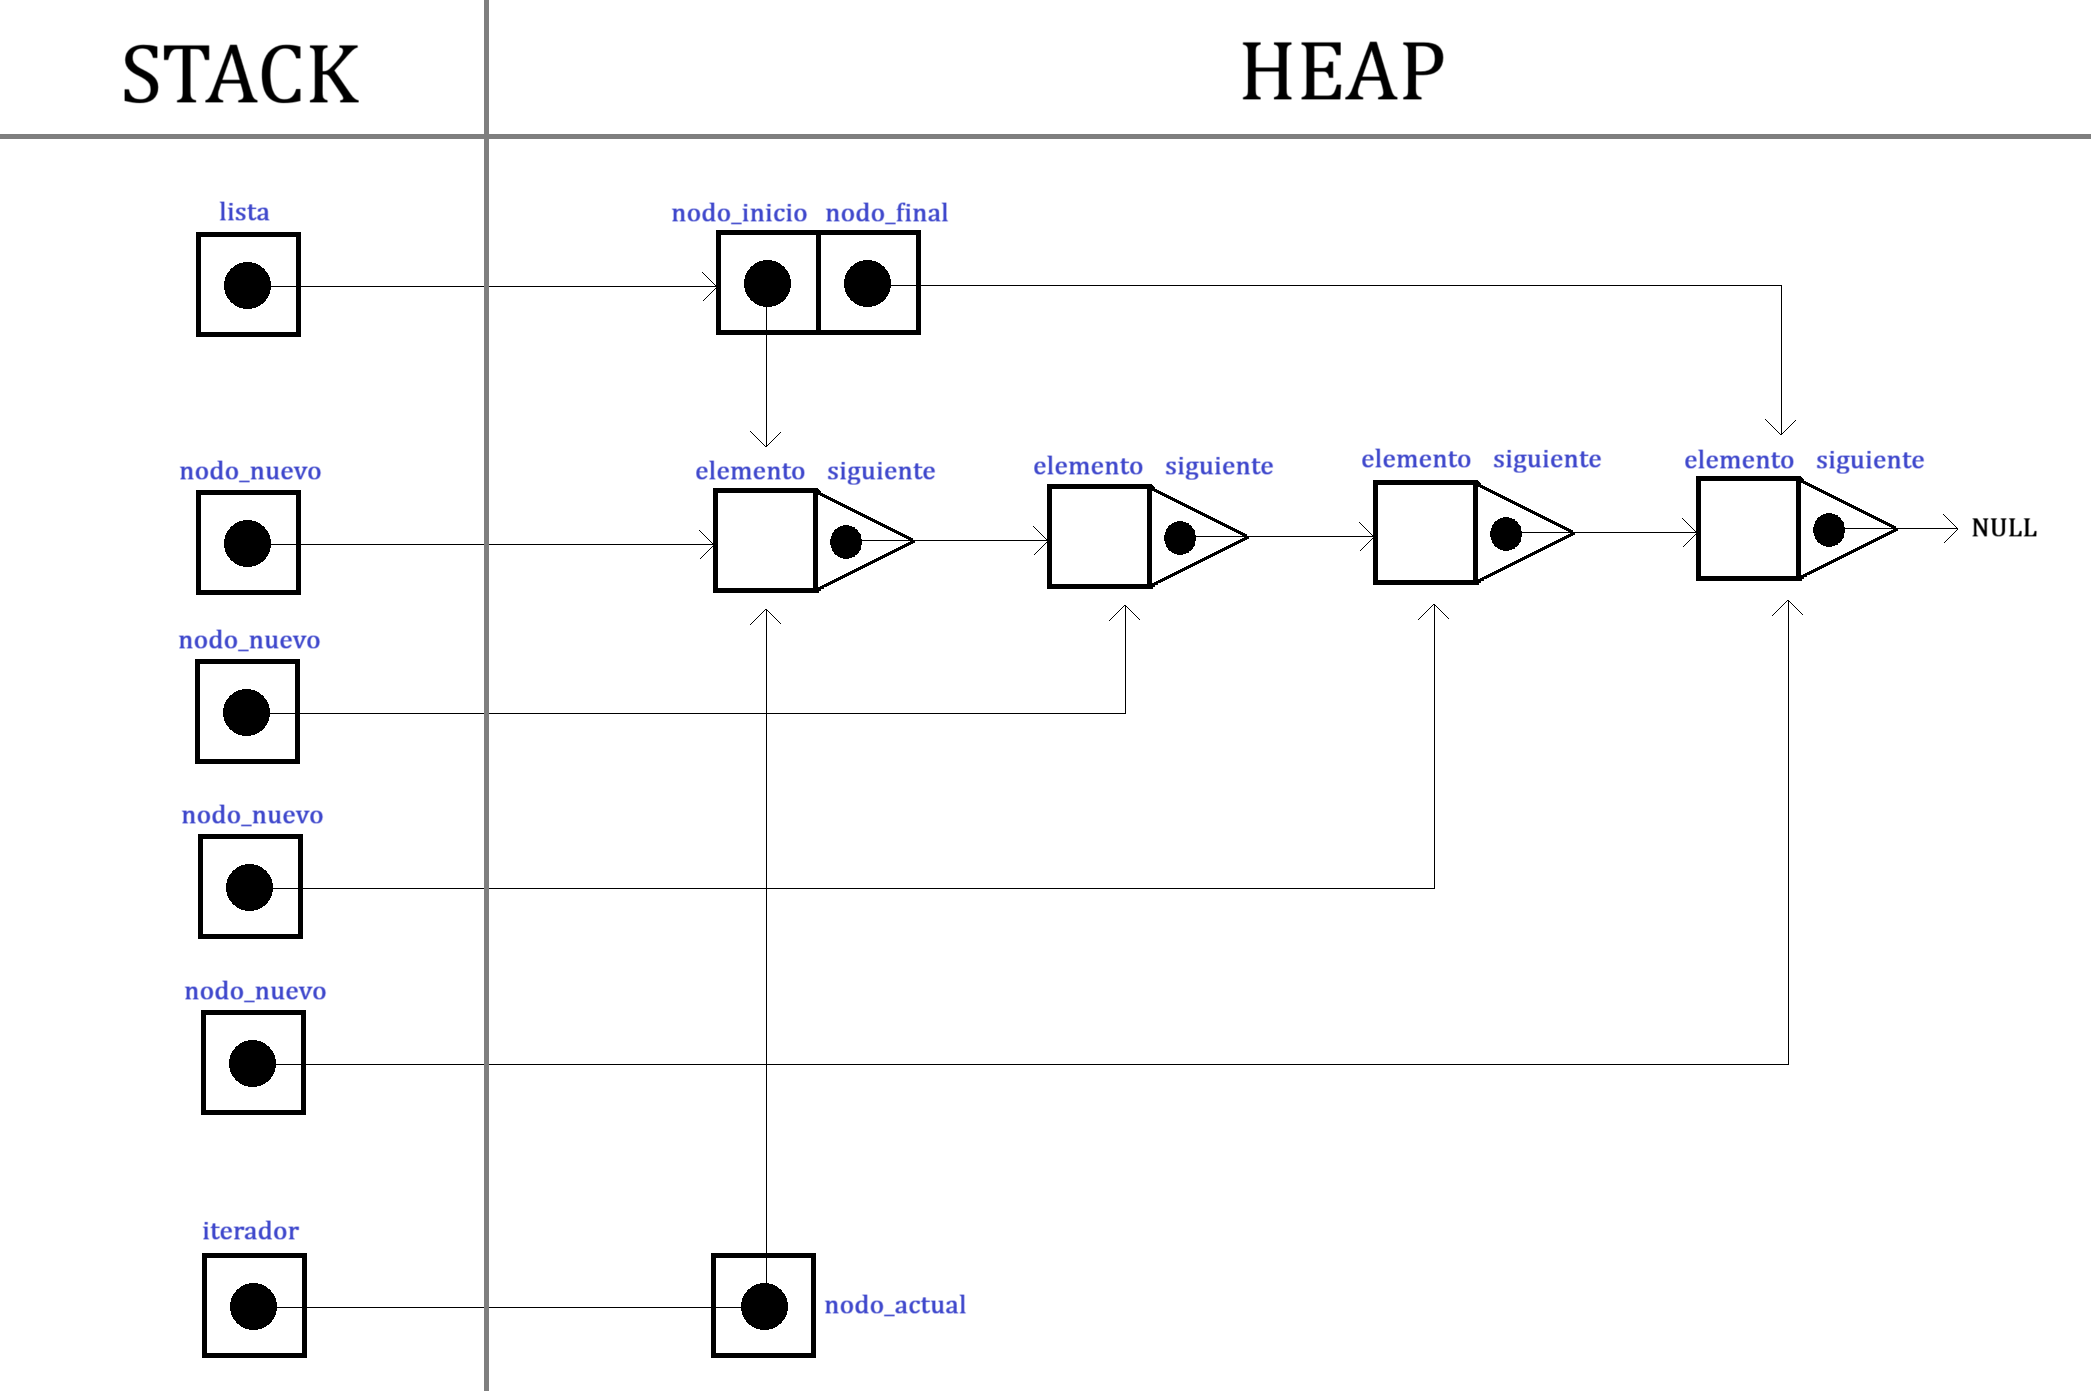 STACK HEAP
lista nodo_inicio nodo_final
nodo_nuevo elemento siguiente elemento siguiente elemento siguiente elemento siguiente
NULL
nodo_nuevo
nodo_nuevo
nodo_nuevo
iterador
nodo_actual